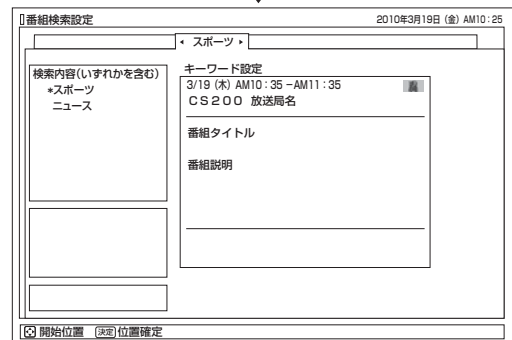 番組検索設定 2010年3月19日 (金) AM10:25
スポーツ
検索内容(いずれかを含む)
*スポーツ
ニュース
キーワード設定
3/19 (木) AM10:35-AM11:35
CS200 放送局名
番組タイトル
番組説明
開始位置 決定 位置確定